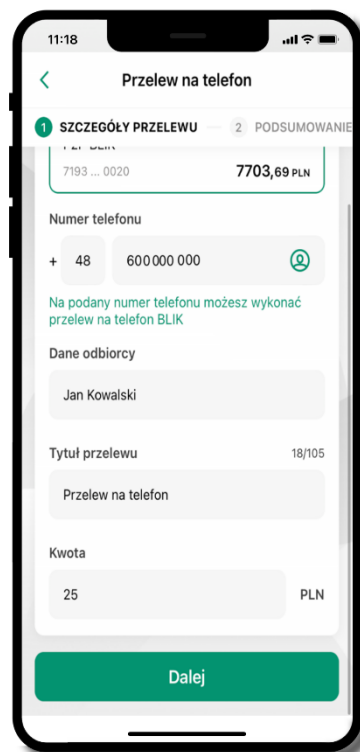 11:18
Przelew na telefon
1 SZCZEGÓŁY PRZELEWU 2 PODSUMOWANIE
7193 ... 0020 7703,69 PLN
Numer telefonu
+ 48 600 000 000
Na podany numer telefonu możesz wykonać
przelew na telefon BLIK
Dane odbiorcy
Jan Kowalski
Tytuł przelewu 18/105
Przelew na telefon
Kwota
25 PLN
Dalej